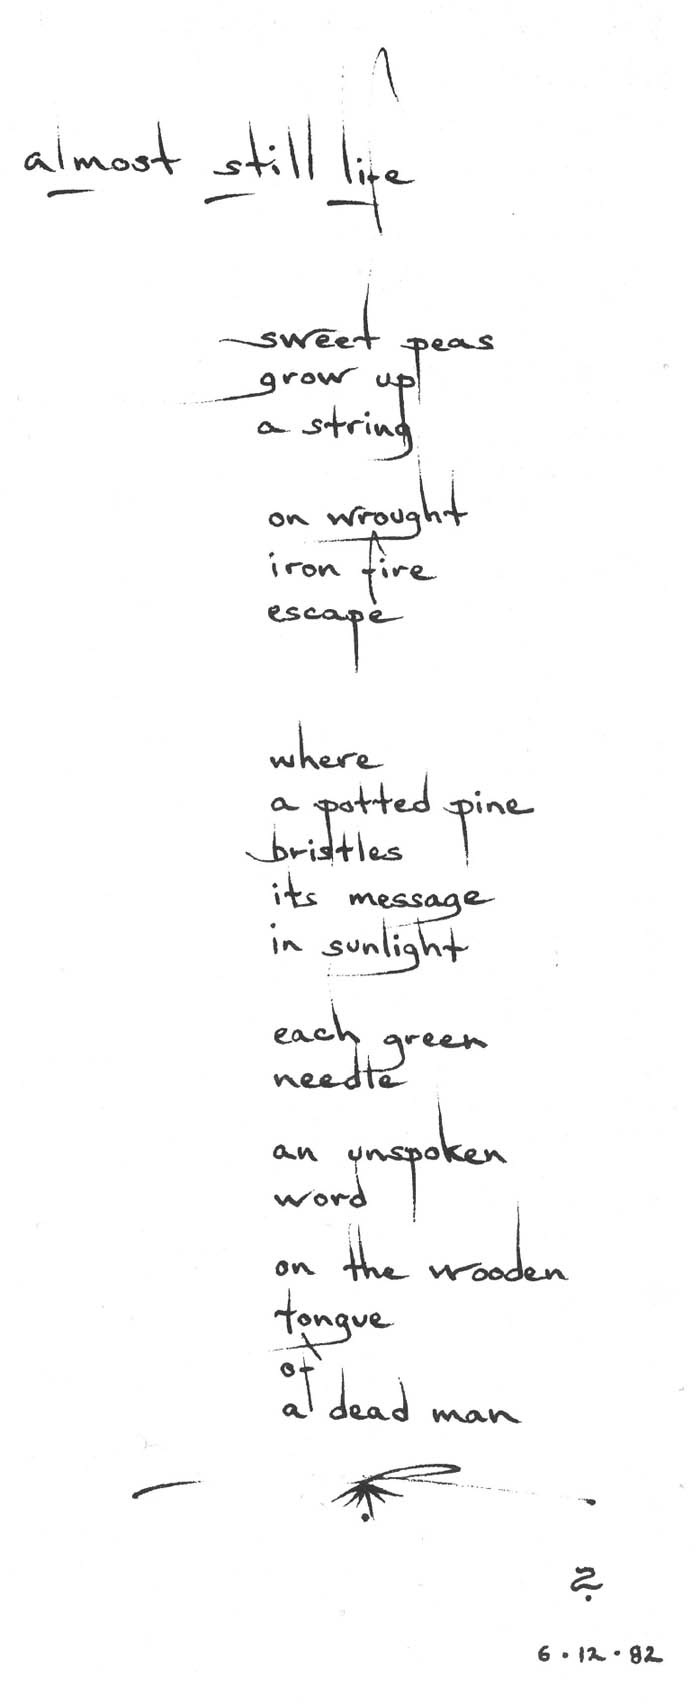 almost still life
sweet peas
grow up
a string
on wrought
iron fire
escape
where
a potted pine
bristles
its message
in sunlight
each green
needle
an unspoken
word
on the wooden
tongue
of
a dead man
6.12.82